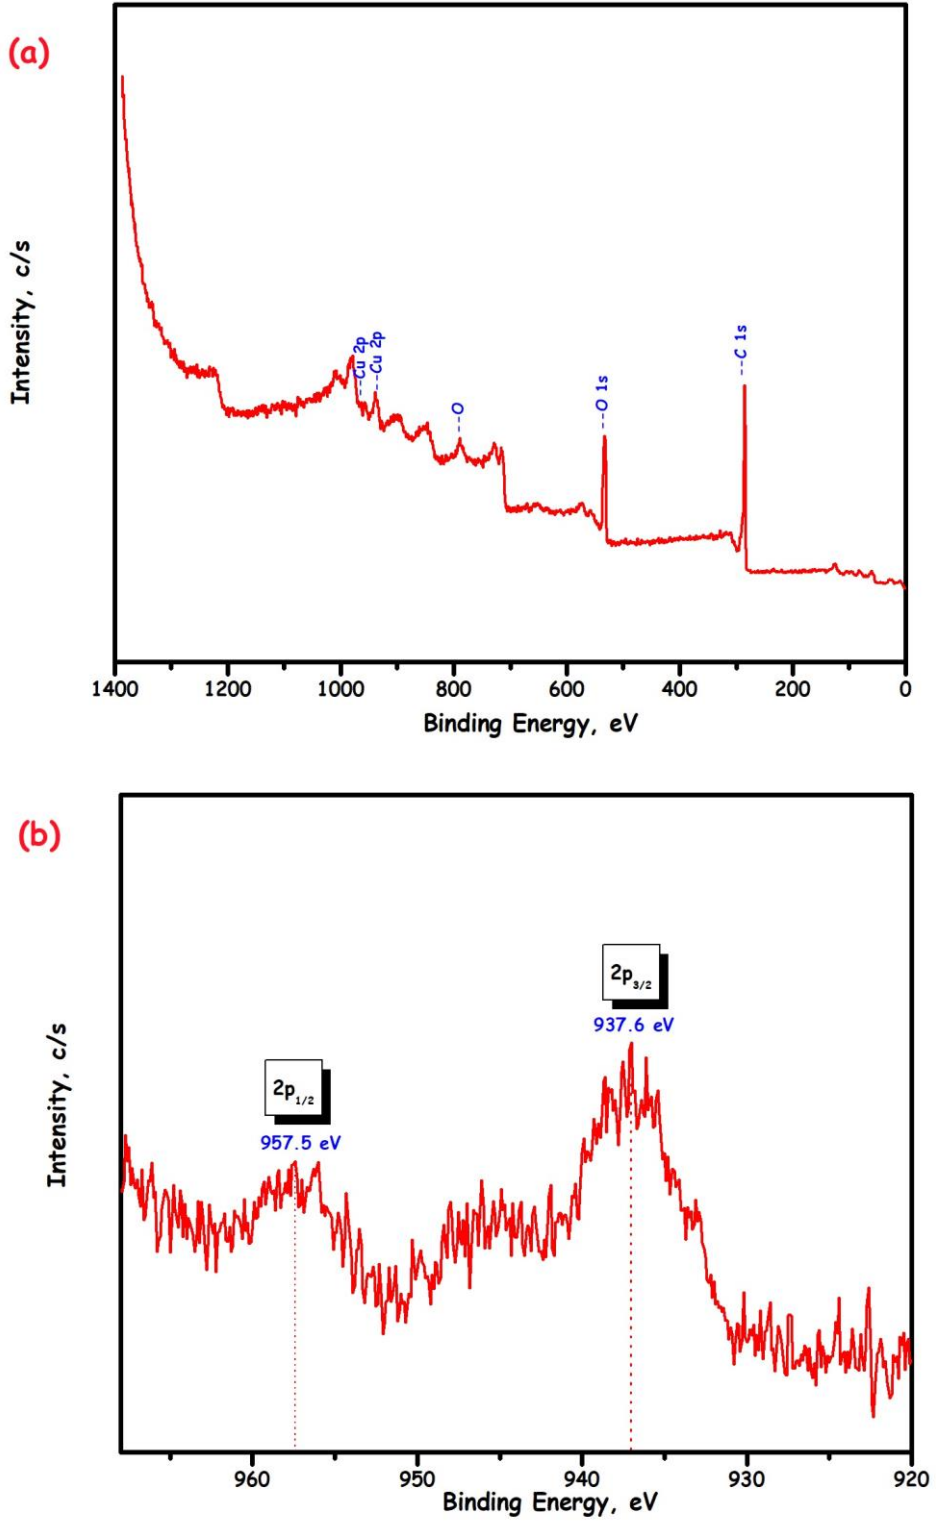 (a)
Intensity, c/s
Cu 2p
Cu 2p
O
O 1s
C 1s
1400 1200 1000 800 600 400 200 0
Binding Energy, eV
(b)
Intensity, c/s
2p3/2
937.6 eV
2p1/2
957.5 eV
960 950 940 930 920
Binding Energy, eV